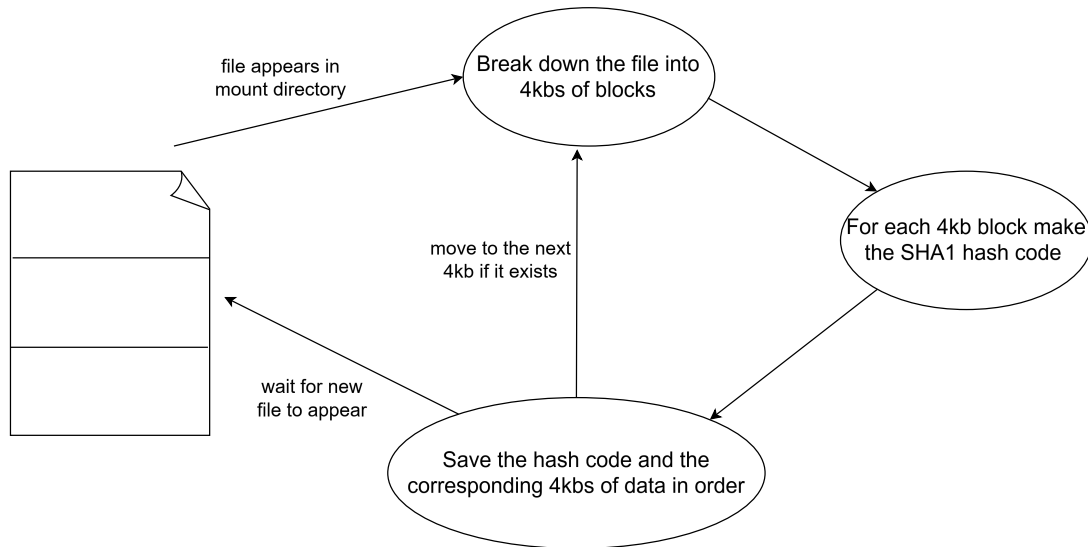 file appears in
mount directory
Break down the file into
4kbs of blocks
For each 4kb block make
the SHA1 hash code
move to the next
4kb if it exists
wait for new
file to appear
Save the hash code and the
corresponding 4kbs of data in order